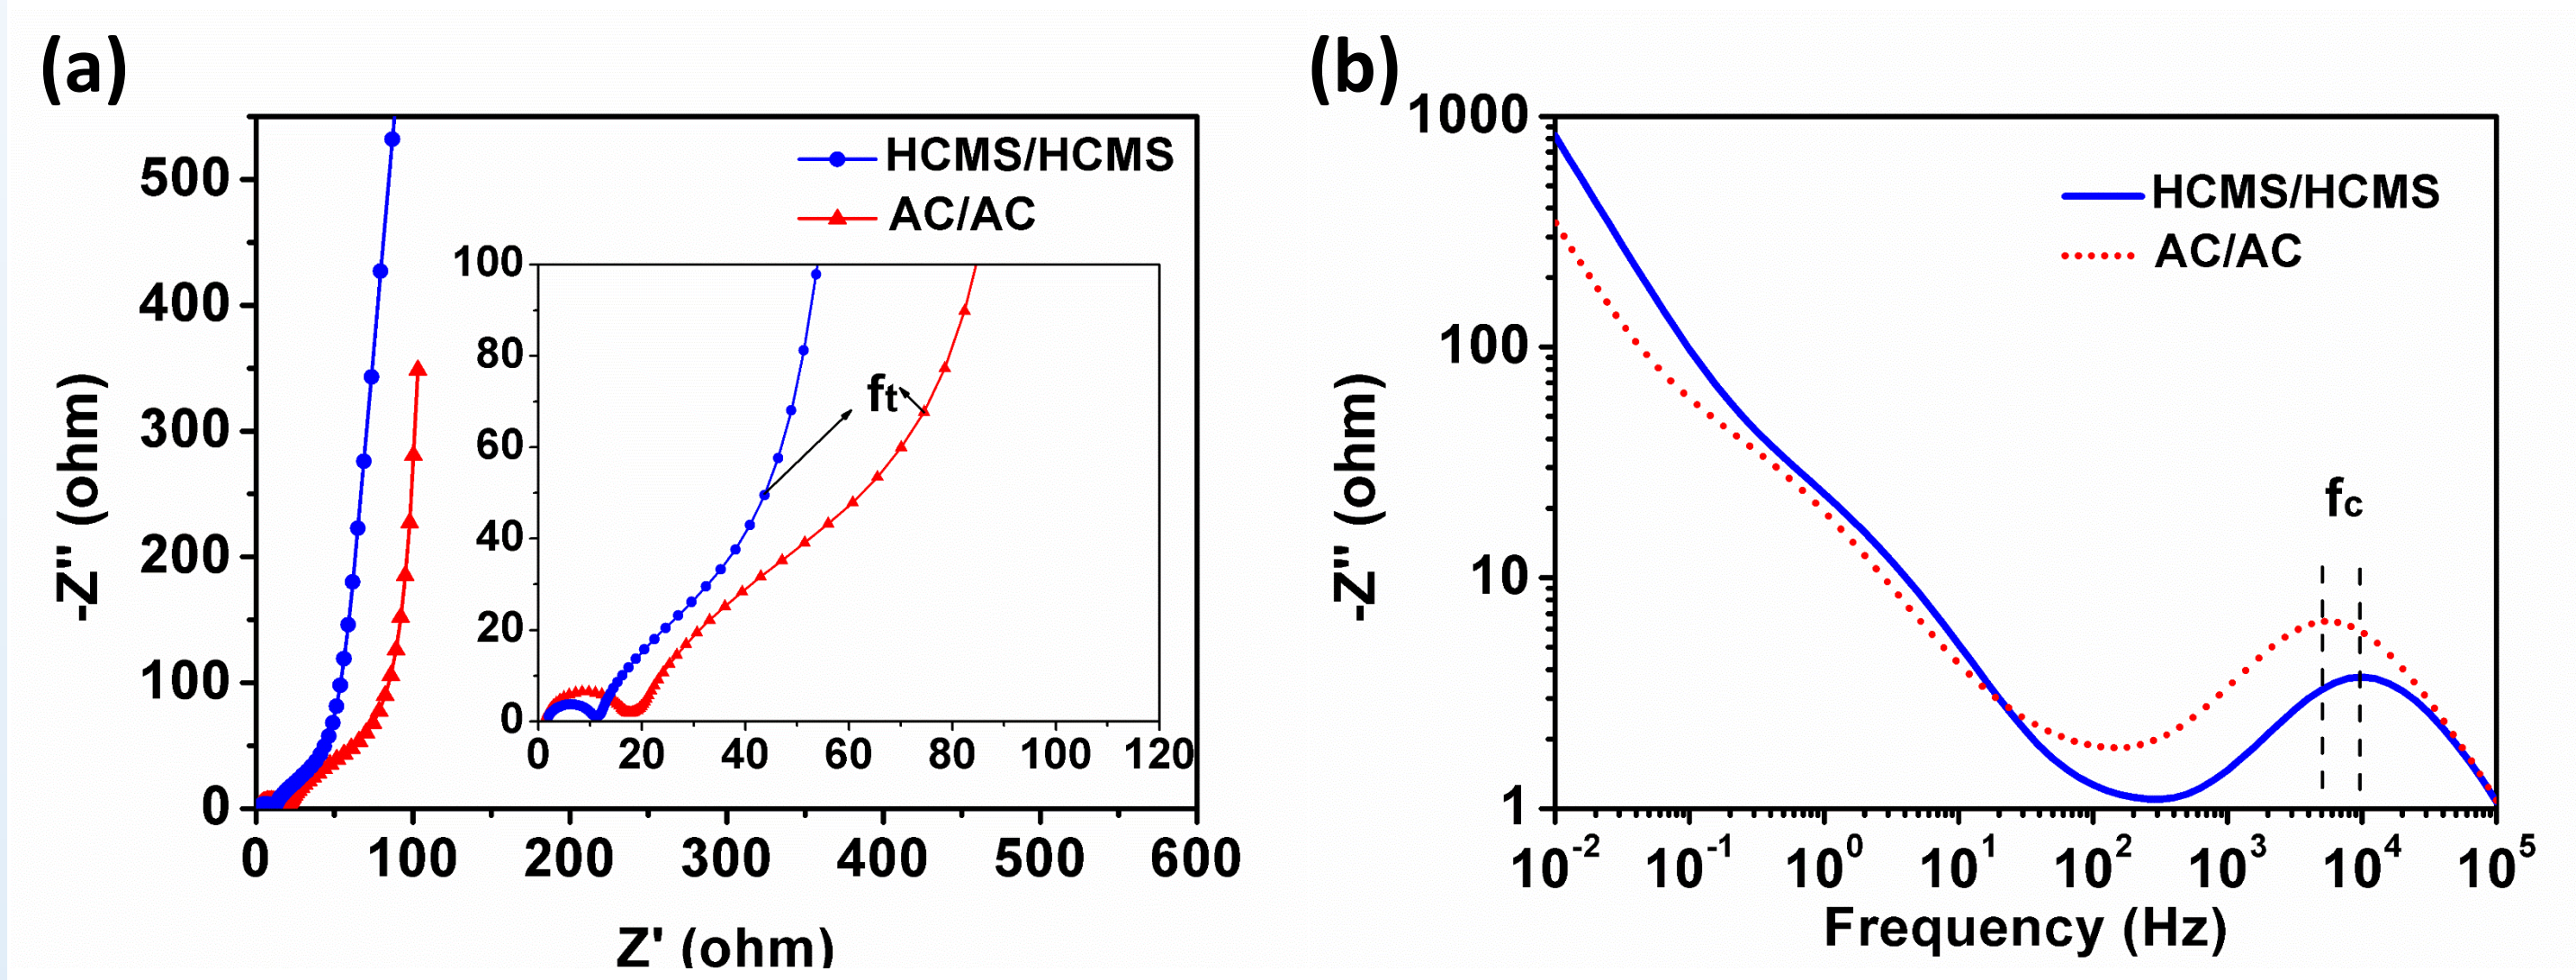 (a)
HCMS/HCMS
AC/AC
500
400
300
200
100
0
-Z'' (ohm)
0 100 200 300 400 500 600
Z' (ohm)
100
80
60
40
20
0
0 20 40 60 80 100 120
ft
(b)
HCMS/HCMS
AC/AC
fc
1000
100
10
1
-Z'' (ohm)
10⁻² 10⁻¹ 10⁰ 10¹ 10² 10³ 10⁴ 10⁵
Frequency (Hz)